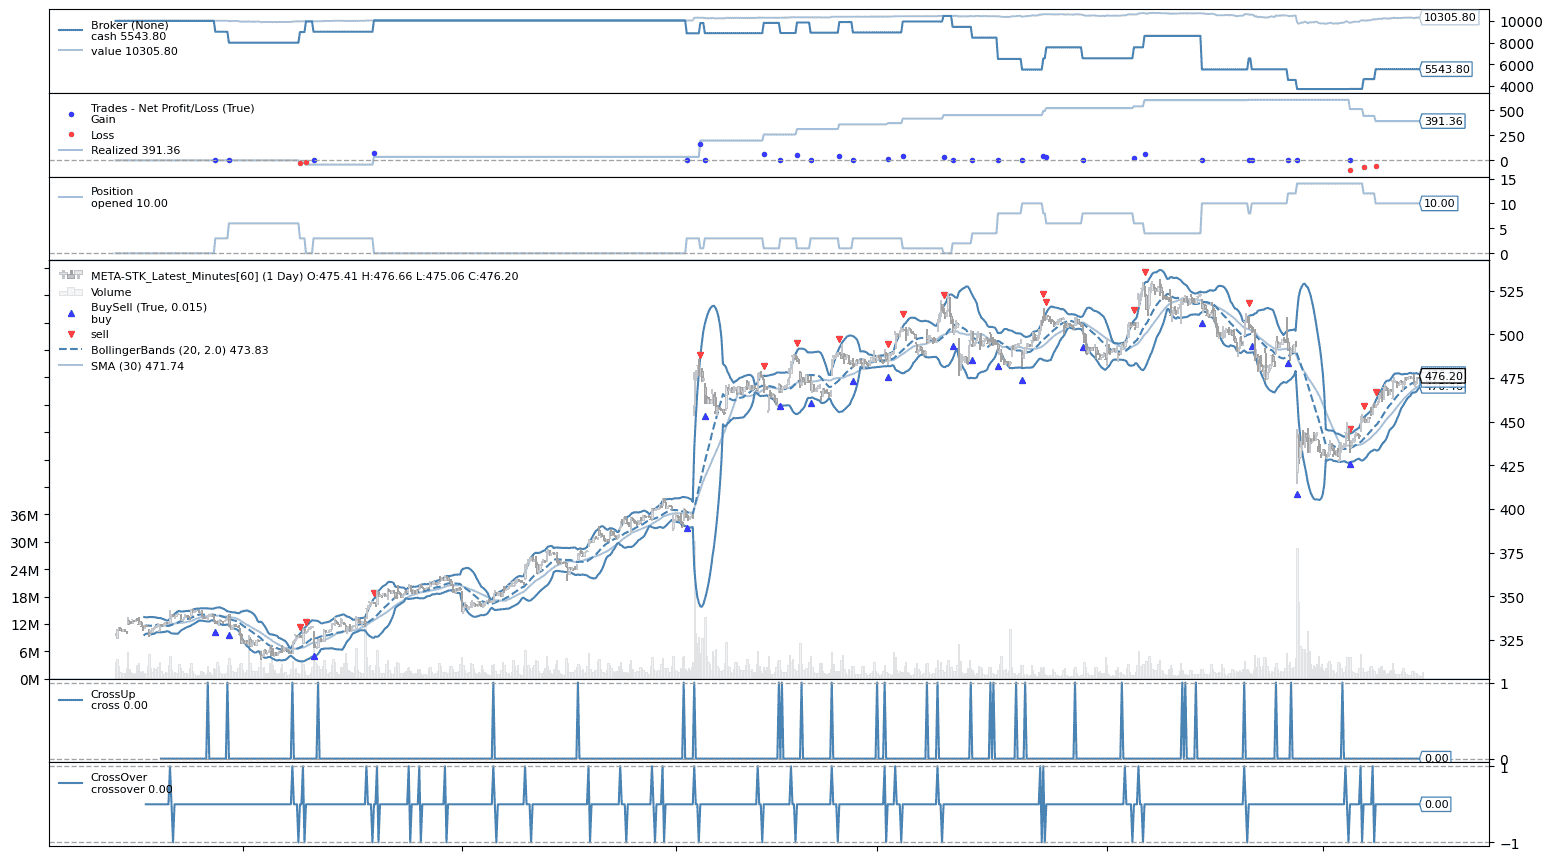 Broker (None)
cash 5543.80
value 10305.80
10305.80
5543.80
10000
8000
6000
4000
Trades - Net Profit/Loss (True)
Gain
Loss
Realized 391.36
391.36
500
250
0
Position
opened 10.00
10.00
15
10
5
0
META-STK_Latest_Minutes[60] (1 Day) O:475.41 H:476.66 L:475.06 C:476.20
Volume
BuySell (True, 0.015)
buy
sell
BollingerBands (20, 2.0) 473.83
SMA (30) 471.74
476.20
525
500
475
450
425
400
375
350
325
36M
30M
24M
18M
12M
6M
0M
CrossUp
cross 0.00
0.00
1
0
CrossOver
crossover 0.00
0.00
1
−1